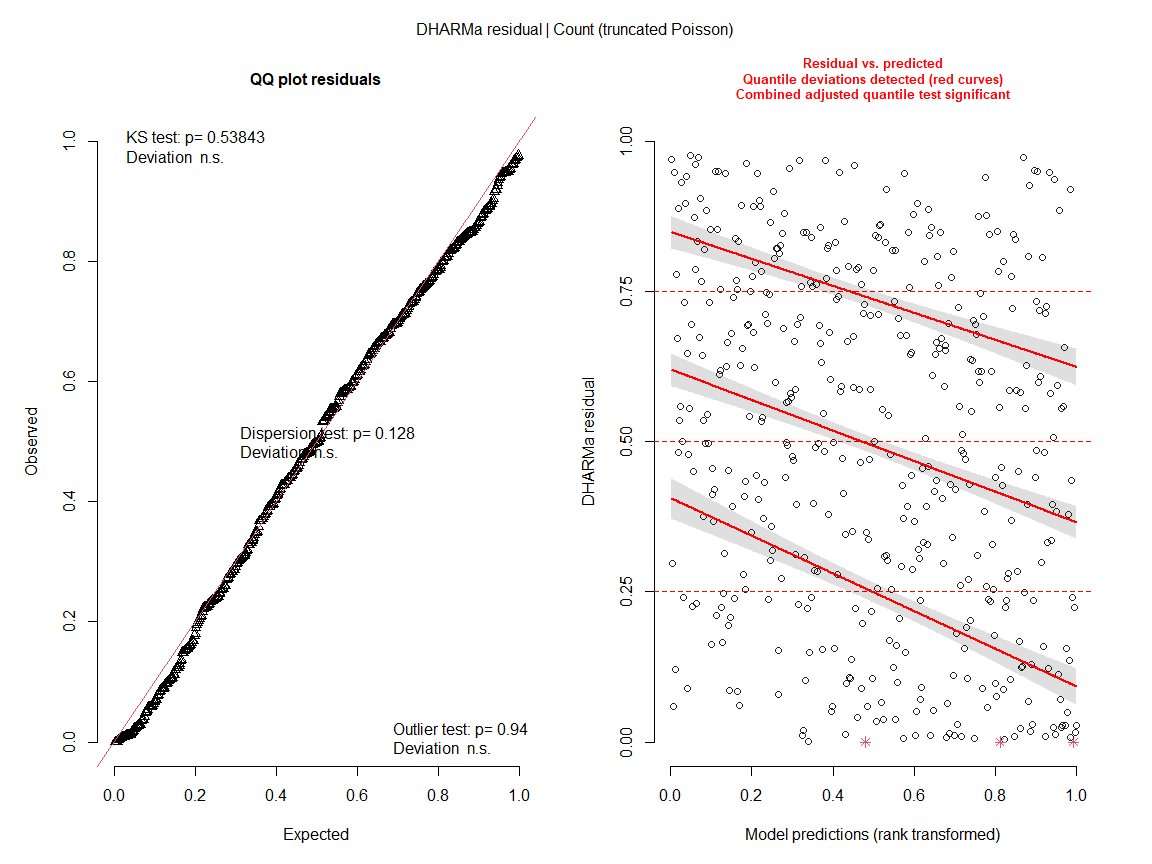 DHARMa residual | Count (truncated Poisson)
QQ plot residuals
KS test: p= 0.53843
Deviation n.s.
Dispersion test: p= 0.128
Deviation n.s.
Outlier test: p= 0.94
Deviation n.s.
Observed
1.0
0.8
0.6
0.4
0.2
0.0
0.0 0.2 0.4 0.6 0.8 1.0
Expected
Residual vs. predicted
Quantile deviations detected (red curves)
Combined adjusted quantile test significant
DHARMa residual
1.00
0.75
0.50
0.25
0.00
0.0 0.2 0.4 0.6 0.8 1.0
Model predictions (rank transformed)